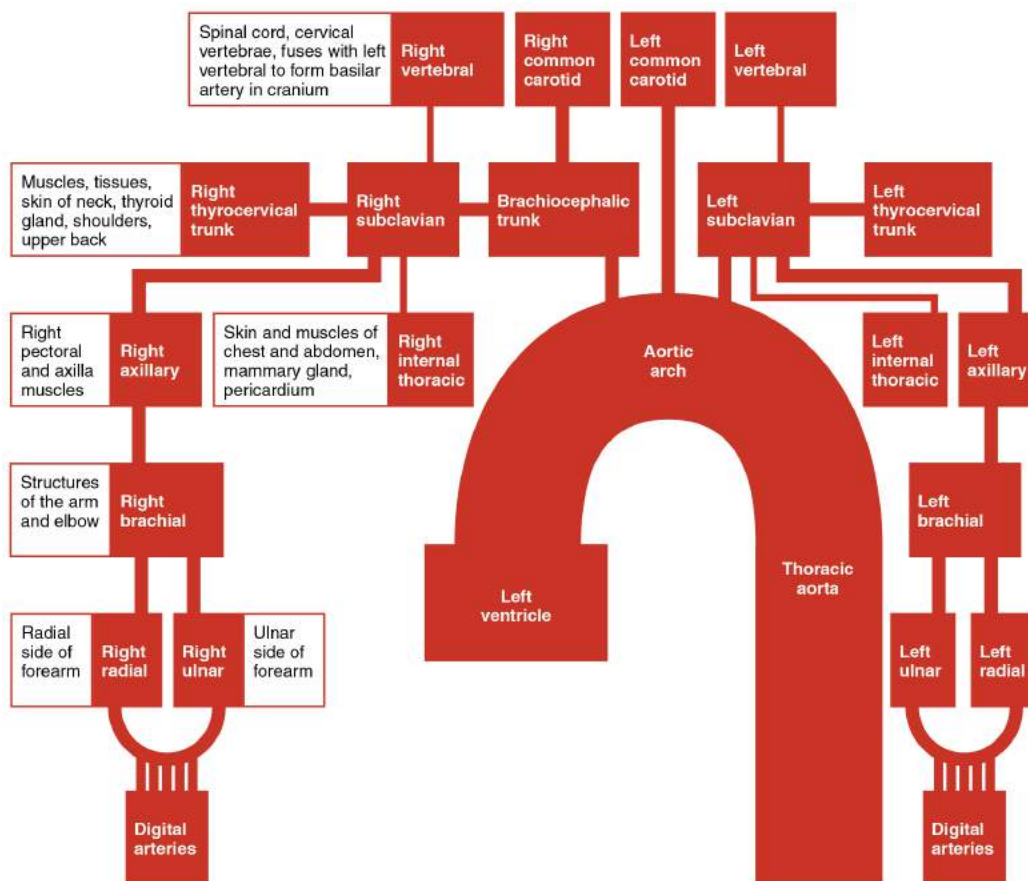 Spinal cord, cervical
vertebrae, fuses with left
vertebral to form basilar
artery in cranium
Right
vertebral
Right
common
carotid
Left
common
carotid
Left
vertebral
Muscles, tissues,
skin of neck, thyroid
gland, shoulders,
upper back
Right
thyrocervical
trunk
Right
subclavian
Brachiocephalic
trunk
Left
subclavian
Left
thyrocervical
trunk
Right
pectoral
and axilla
muscles
Right
axillary
Skin and muscles of
chest and abdomen,
mammary gland,
pericardium
Right
internal
thoracic
Aortic
arch
Left
internal
thoracic
Left
axillary
Structures
of the arm
and elbow
Right
brachial
Left
brachial
Left
ventricle
Thoracic
aorta
Radial
side of
forearm
Right
radial
Right
ulnar
Ulnar
side of
forearm
Left
ulnar
Left
radial
Digital
arteries
Digital
arteries